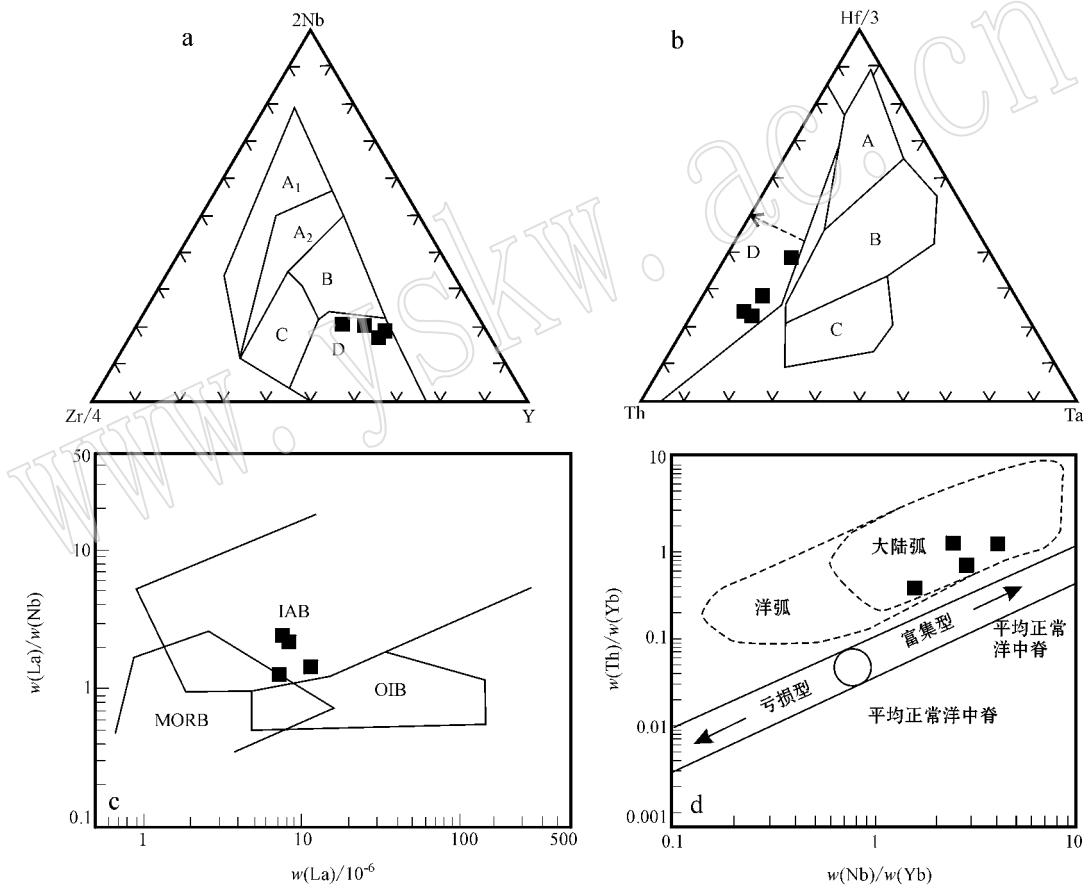 a
2Nb
A₁
A₂
B
C
D
Zr/4
Y
b
Hf/3
A
B
C
D
Th
Ta
50
10
1
0.1
w(La)/w(Nb)
IAB
MORB
OIB
c
1
10
100
500
w(La)/10⁻⁶
10
1
0.1
0.01
0.001
w(Th)/w(Yb)
大陆弧
洋弧
富集型
平均正常
洋中脊
亏损型
平均正常洋中脊
d
0.1
1
10
w(Nb)/w(Yb)
www.yskw.ac.cn